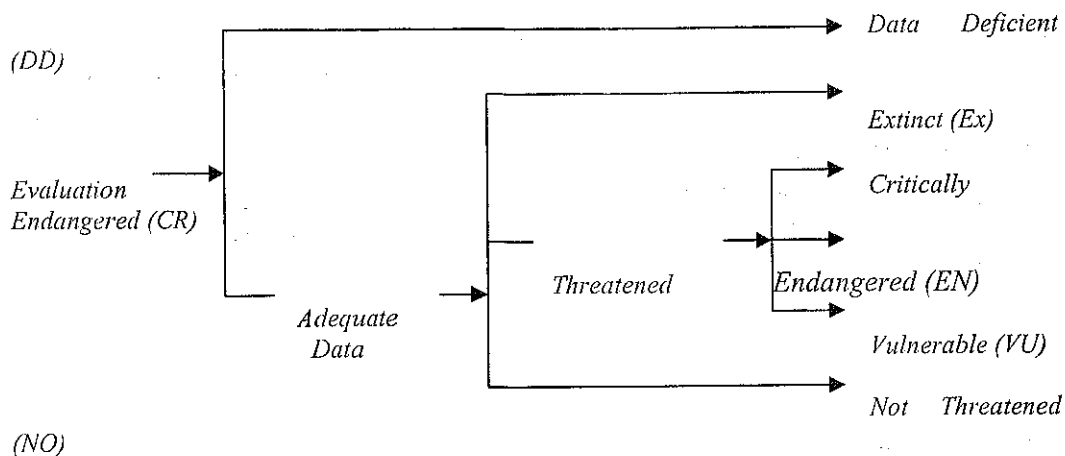 Data Deficient
(DD)
Extinct (Ex)
Critically
Evaluation
Endangered (CR)
Threatened
Endangered (EN)
Adequate
Data
Vulnerable (VU)
Not Threatened
(NO)